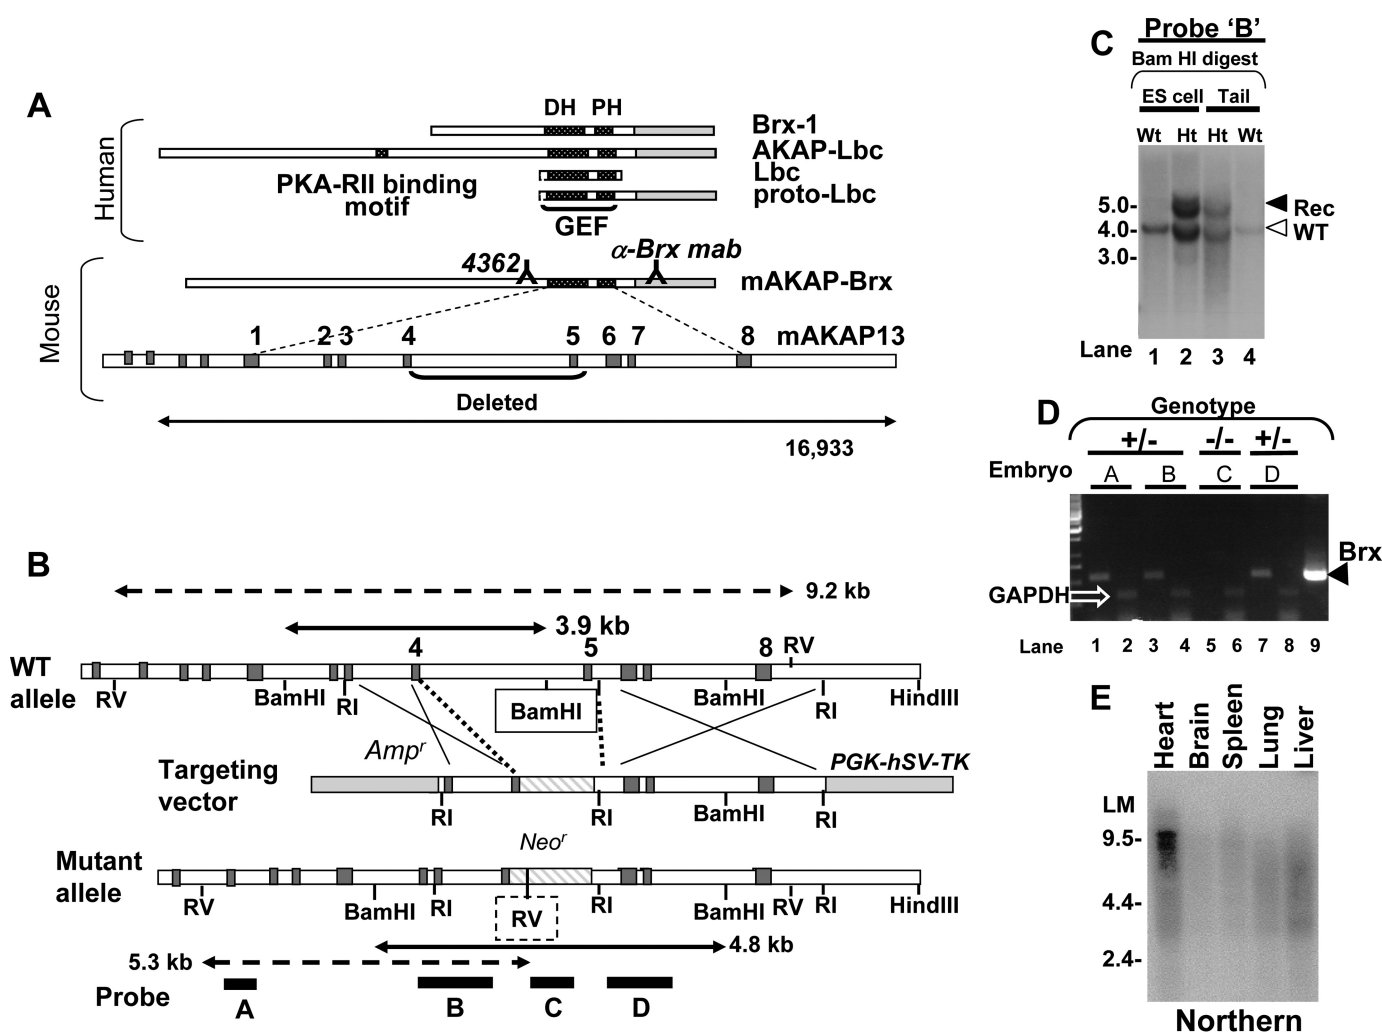 A
Human
DH PH
Brx-1
AKAP-Lbc
Lbc
proto-Lbc
PKA-RII binding
motif
GEF
Mouse
4362
α-Brx mab
mAKAP-Brx
1 2 3 4 5 6 7 8 mAKAP13
Deleted
16,933
B
9.2 kb
3.9 kb
4 5 8 RV
WT
allele
RV BamHI RI BamHI BamHI RI HindIII
Ampr
PGK-hSV-TK
Targeting
vector
RI RI BamHI RI
Neor
Mutant
allele
RV BamHI RI RV RI BamHI RV RI HindIII
4.8 kb
5.3 kb
Probe A B C D
C
Probe ‘B’
Bam HI digest
ES cell Tail
Wt Ht Ht Wt
5.0-
4.0-
3.0-
Rec
WT
Lane 1 2 3 4
D
Genotype
+/- -/- +/-
Embryo A B C D
Brx
GAPDH
Lane 1 2 3 4 5 6 7 8 9
E
Heart Brain Spleen Lung Liver
LM
9.5-
4.4-
2.4-
Northern